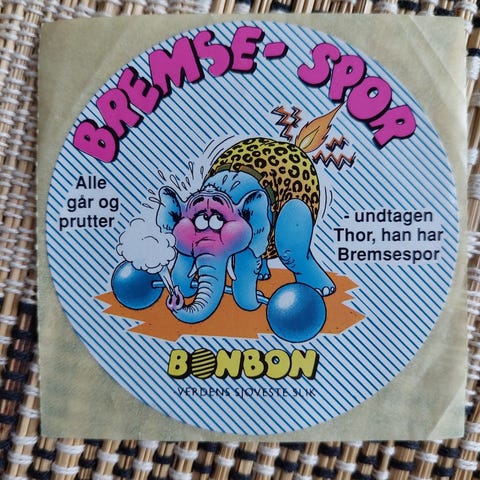 BREMSE-SPOR
Alle
går og
prutter
- undtagen
Thor, han har
Bremsespor
BONBON
VERDENS SJOVESTE SLIK